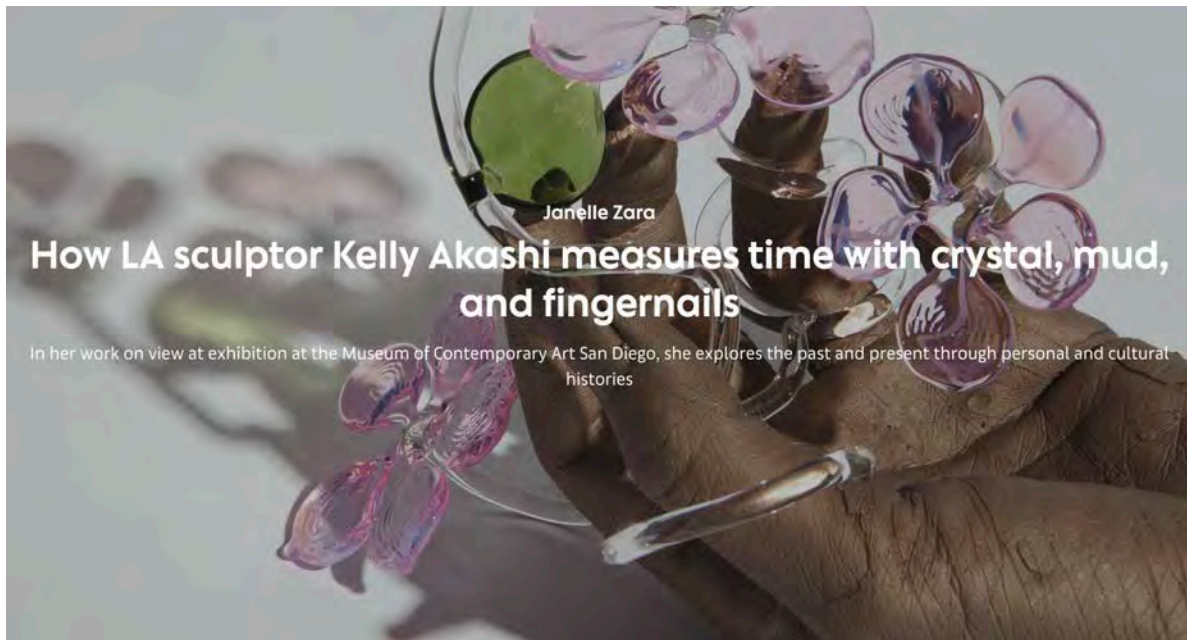 Janelle Zara
How LA sculptor Kelly Akashi measures time with crystal, mud,
and fingernails
In her work on view at exhibition at the Museum of Contemporary Art San Diego, she explores the past and present through personal and cultural
histories